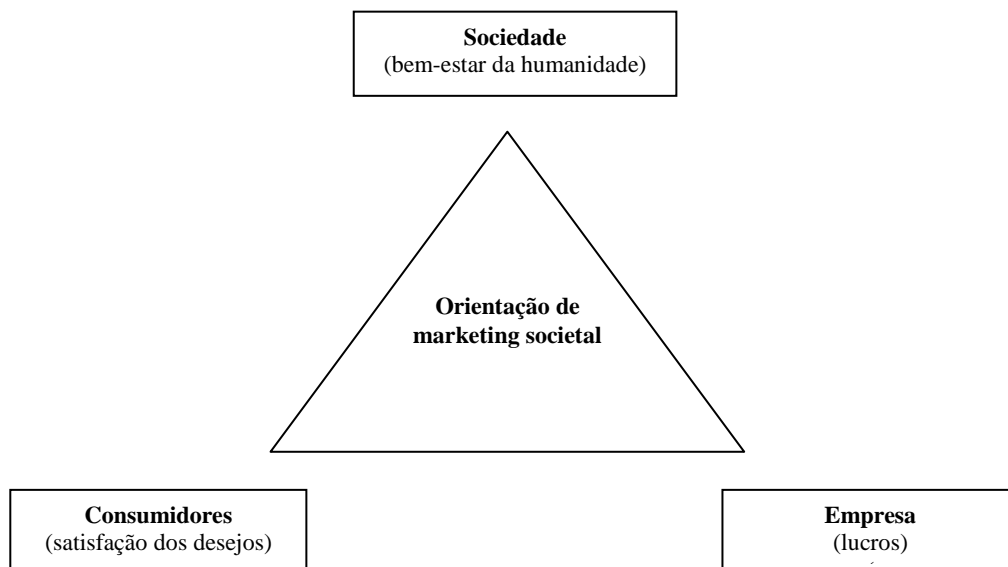 Sociedade
(bem-estar da humanidade)
Orientação de
marketing societal
Consumidores
(satisfação dos desejos)
Empresa
(lucros)